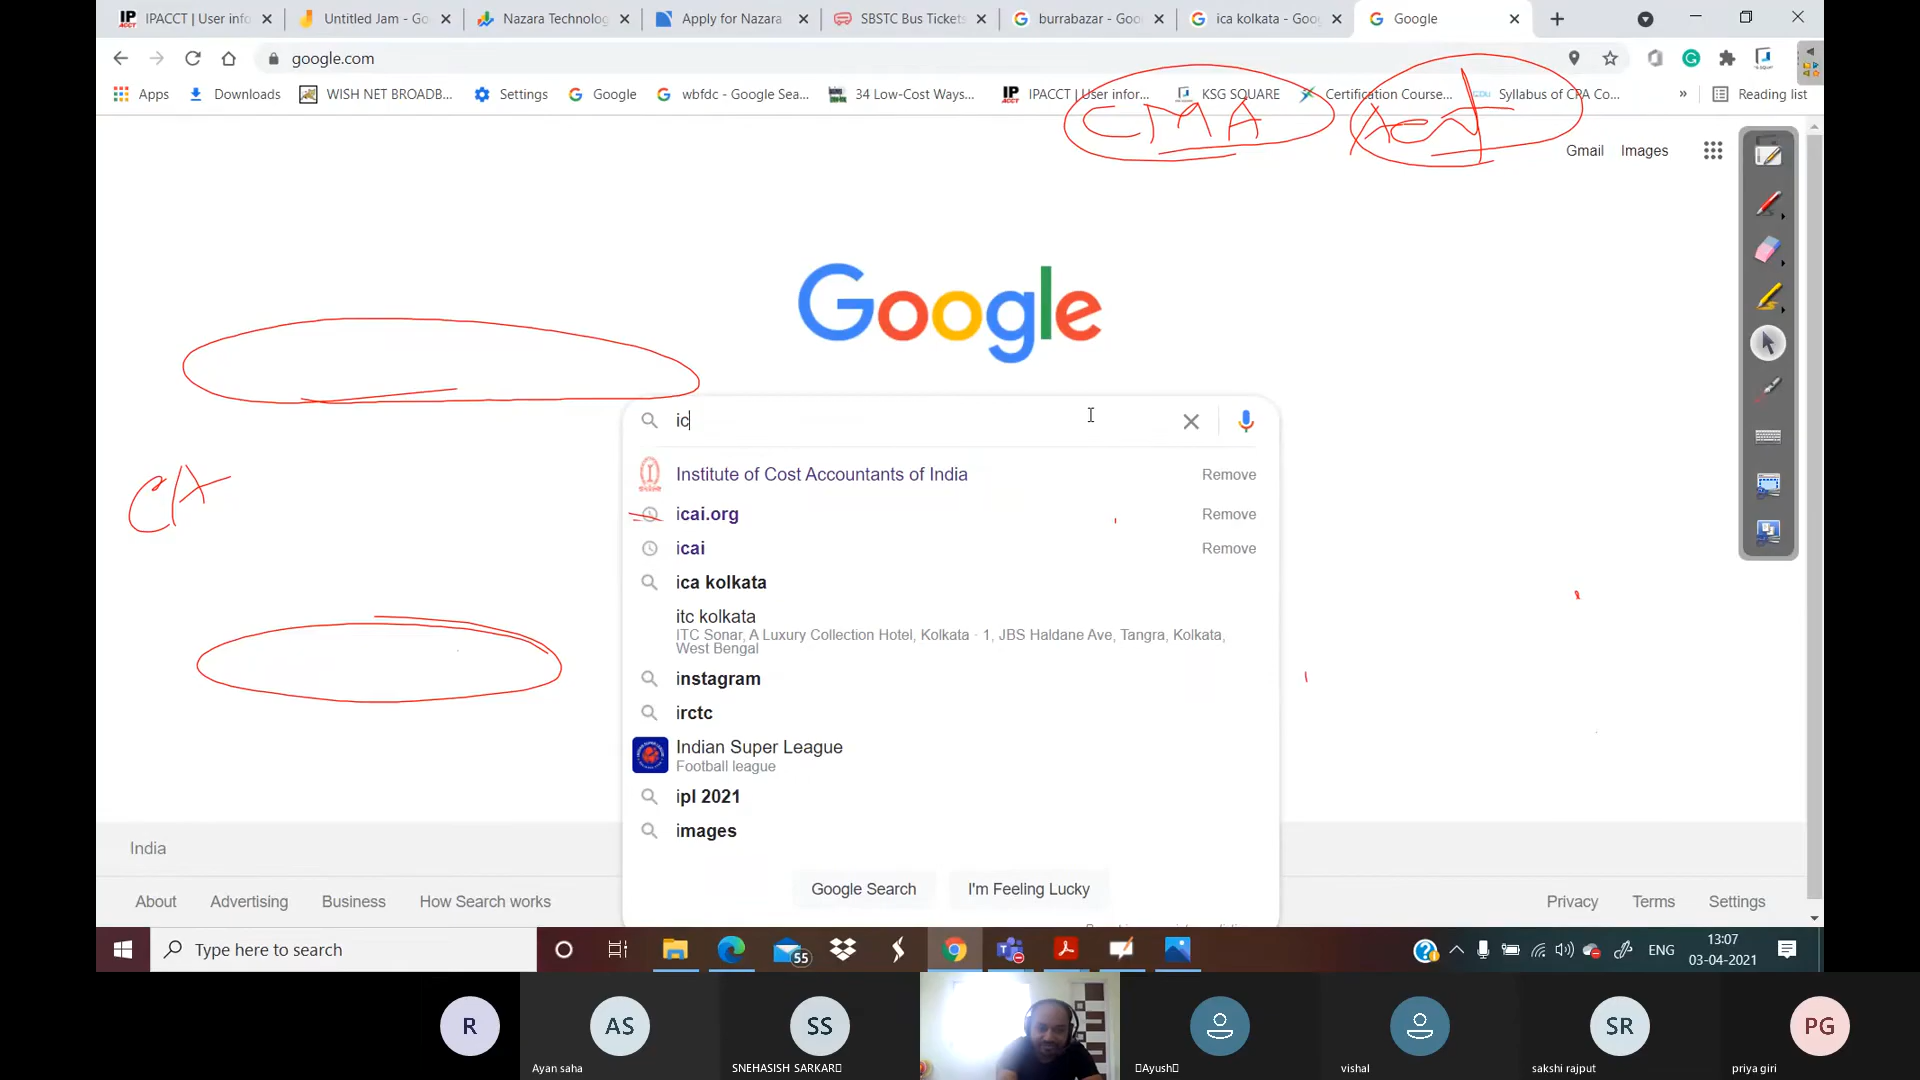 IPACCT | User info
Untitled Jam - Go
Nazara Technolog
Apply for Nazara
SBSTC Bus Tickets
burrabazar - Goo
ica kolkata - Goog
Google
google.com
Apps
Downloads
WISH NET BROADB...
Settings
Google
wbfdc - Google Sea...
34 Low-Cost Ways...
IPACCT | User infor...
KSG SQUARE
Certification Course...
Syllabus of CPA Co...
»
Reading list
CMA
Gmail
Images
Google
ic
Institute of Cost Accountants of India
Remove
icai.org
Remove
icai
Remove
CA
ica kolkata
itc kolkata
ITC Sonar, A Luxury Collection Hotel, Kolkata · 1, JBS Haldane Ave, Tangra, Kolkata,
West Bengal
instagram
irctc
Indian Super League
Football league
ipl 2021
images
Google Search
I'm Feeling Lucky
India
About
Advertising
Business
How Search works
Privacy
Terms
Settings
Type here to search
55
ENG
13:07
03-04-2021
R
AS
SS
SR
PG
Ayan saha
SNEHASISH SARKAR
Ayush
vishal
sakshi rajput
priya giri